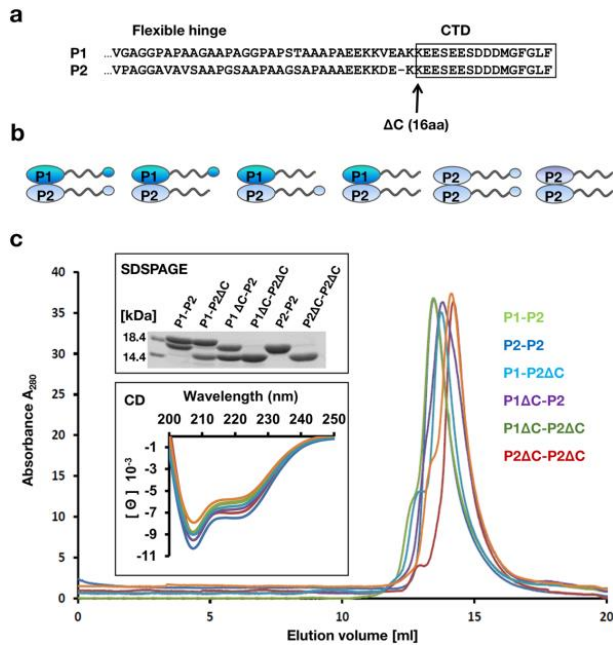 a
Flexible hinge CTD
P1 ...VGAGGPAPAAGAAPAGGPAPSTAAAPAEEKKVEAKKEESEESDDDMGFGLF
P2 ...VPAGGAVAVSAAPGSAAPAAGSAPAAAEEKKDE-KKEESEESDDDMGFGLF
ΔC (16aa)
b
P1 P1 P1 P1 P2 P2
P2 P2 P2 P2 P2 P2
c
SDSPAGE
[kDa]
P1-P2
P1-P2ΔC
P1ΔC-P2
P1ΔC-P2ΔC
P2-P2
P2ΔC-P2ΔC
18.4
14.4
CD
Wavelength (nm)
200 210 220 230 240 250
-1
-3
-5
-7
-9
-11
[Θ] 10⁻³
P1-P2
P2-P2
P1-P2ΔC
P1ΔC-P2
P1ΔC-P2ΔC
P2ΔC-P2ΔC
40
35
30
25
20
15
10
5
0
Absorbance A₂₈₀
0 5 10 15 20
Elution volume [ml]